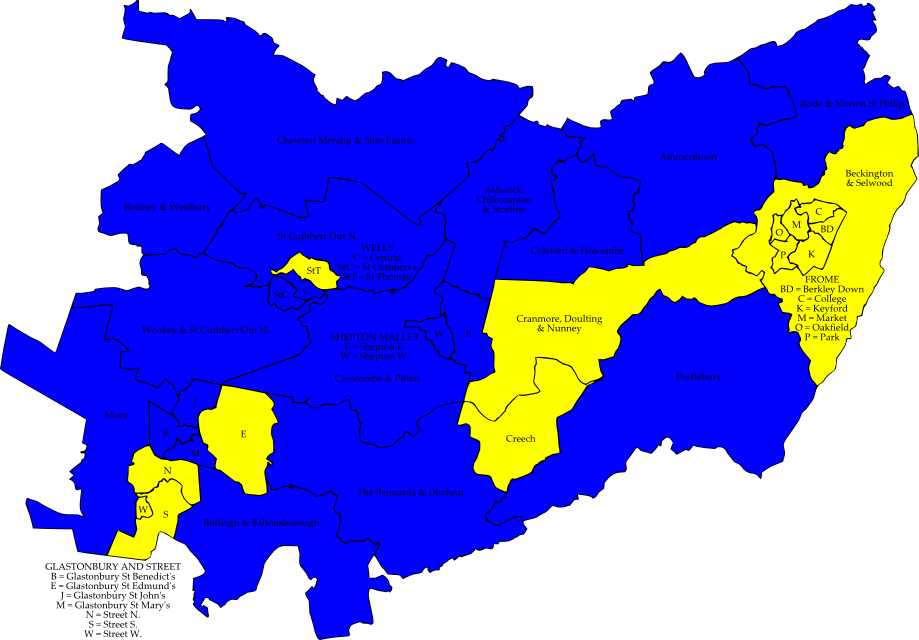 Rode & Norton St Philip
Chewton Mendip & Ston Easton
Ammerdown
Beckington
& Selwood
Ashwick,
Chilcompton
& Stratton
Rodney & Westbury
C
M
O
BD
St Cuthbert Out N.
WELLS
C = Central
StC = St Cuthbert's
StT = St Thomas'
Coleford & Holcombe
P
K
StT
FROME
BD = Berkley Down
C = College
K = Keyford
M = Market
O = Oakfield
P = Park
StC
C
Cranmore, Doulting
& Nunney
Wookey & St Cuthbert Out W.
SHEPTON MALLET
E = Shepton E.
W = Shepton W.
W
E
Croscombe & Pilton
Postlebury
Moor
J
B
E
M
Creech
N
W
S
The Pennards & Ditcheat
Butleigh & Baltonsborough
GLASTONBURY AND STREET
B = Glastonbury St Benedict's
E = Glastonbury St Edmund's
J = Glastonbury St John's
M = Glastonbury St Mary's
N = Street N.
S = Street S.
W = Street W.